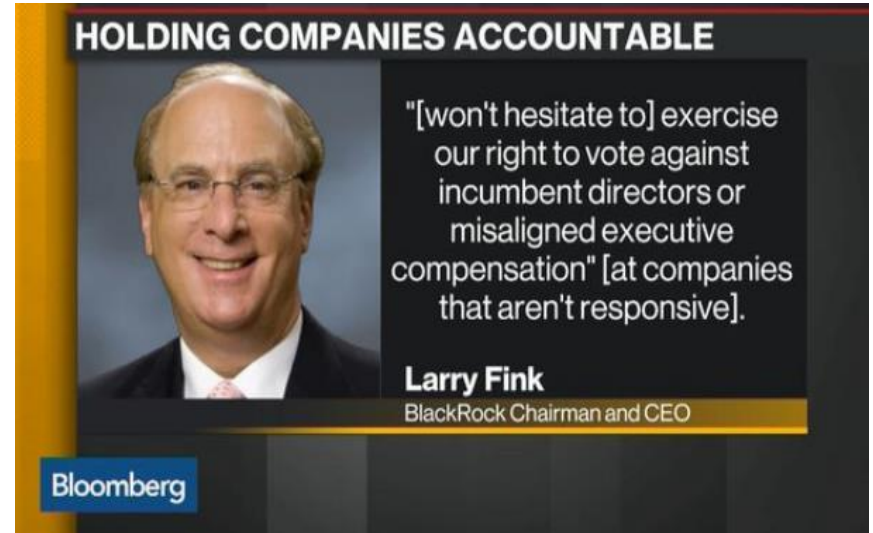 HOLDING COMPANIES ACCOUNTABLE
"[won't hesitate to] exercise
our right to vote against
incumbent directors or
misaligned executive
compensation" [at companies
that aren't responsive].
Larry Fink
BlackRock Chairman and CEO
Bloomberg